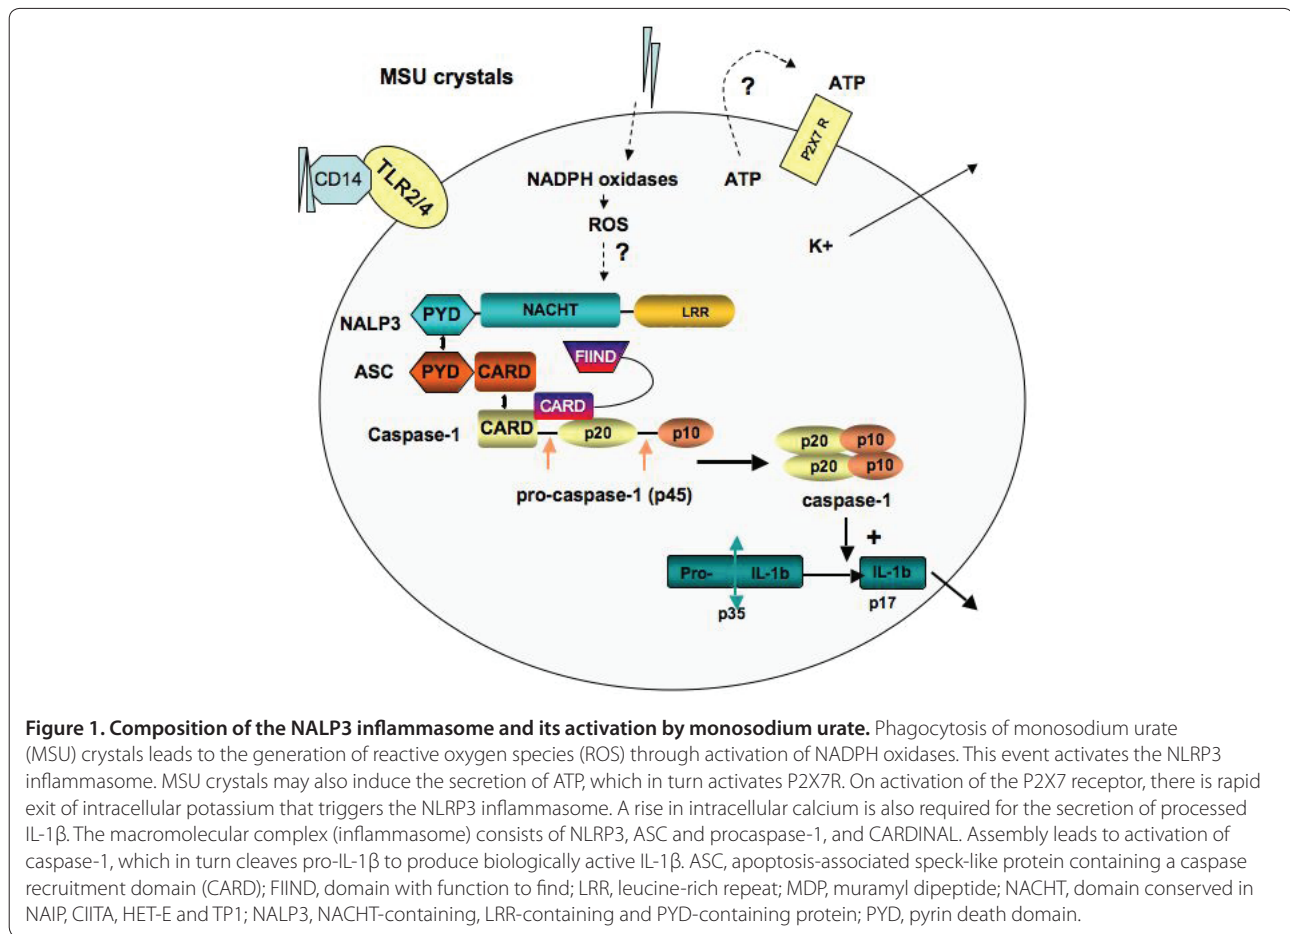 MSU crystals
?
ATP
P2X7 R
CD14
TLR2/4
NADPH oxidases
ATP
ROS
?
K+
NALP3
PYD
NACHT
LRR
FIIND
ASC
PYD
CARD
CARD
Caspase-1
CARD
p20
p10
p20
p10
p20
p10
pro-caspase-1 (p45)
caspase-1
+
Pro-
IL-1b
IL-1b
p35
p17
Figure 1. Composition of the NALP3 inflammasome and its activation by monosodium urate. Phagocytosis of monosodium urate
(MSU) crystals leads to the generation of reactive oxygen species (ROS) through activation of NADPH oxidases. This event activates the NLRP3
inflammasome. MSU crystals may also induce the secretion of ATP, which in turn activates P2X7R. On activation of the P2X7 receptor, there is rapid
exit of intracellular potassium that triggers the NLRP3 inflammasome. A rise in intracellular calcium is also required for the secretion of processed
IL-1β. The macromolecular complex (inflammasome) consists of NLRP3, ASC and procaspase-1, and CARDINAL. Assembly leads to activation of
caspase-1, which in turn cleaves pro-IL-1β to produce biologically active IL-1β. ASC, apoptosis-associated speck-like protein containing a caspase
recruitment domain (CARD); FIIND, domain with function to find; LRR, leucine-rich repeat; MDP, muramyl dipeptide; NACHT, domain conserved in
NAIP, CIITA, HET-E and TP1; NALP3, NACHT-containing, LRR-containing and PYD-containing protein; PYD, pyrin death domain.